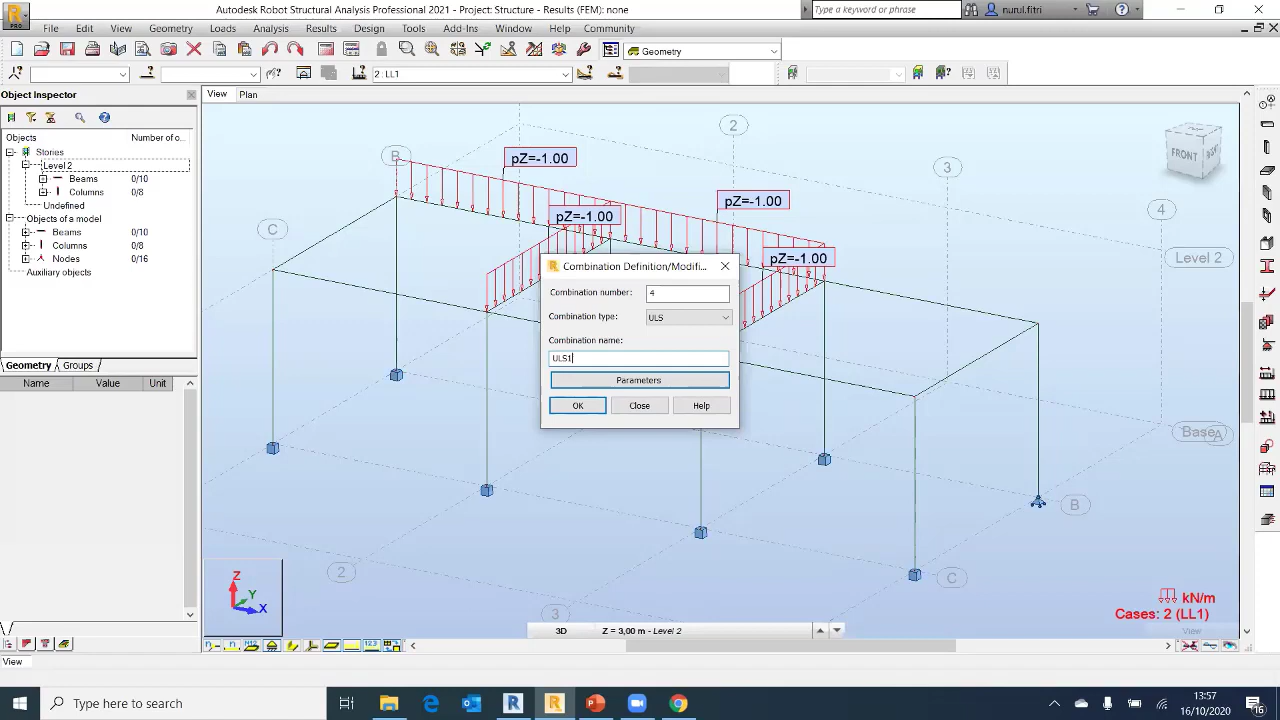 PRO
Autodesk Robot Structural Analysis Professional 2021 - Project: Structure - Results (FEM): none
Type a keyword or phrase
nurul.fitri
File Edit View Geometry Loads Analysis Results Design Tools Add-Ins Window Help Community
Geometry
2 : LL1
Object Inspector
View Plan
Objects Number of o...
Stories
Level 2
Beams 0/10
Columns 0/8
Undefined
Objects of a model
Beams 0/10
Columns 0/8
Nodes 0/16
Auxiliary objects
Geometry Groups
Name Value Unit
B
pZ=-1.00
2
3
4
pZ=-1.00
pZ=-1.00
C
pZ=-1.00
Level 2
FRONT
Combination Definition/Modifi...
Combination number: 4
Combination type: ULS
Combination name:
ULS1
Parameters
OK Close Help
Base
A
B
2
C
3
Z
Y
X
kN/m
Cases: 2 (LL1)
View
3D Z = 3,00 m - Level 2
View
Type here to search
13:57
16/10/2020
16